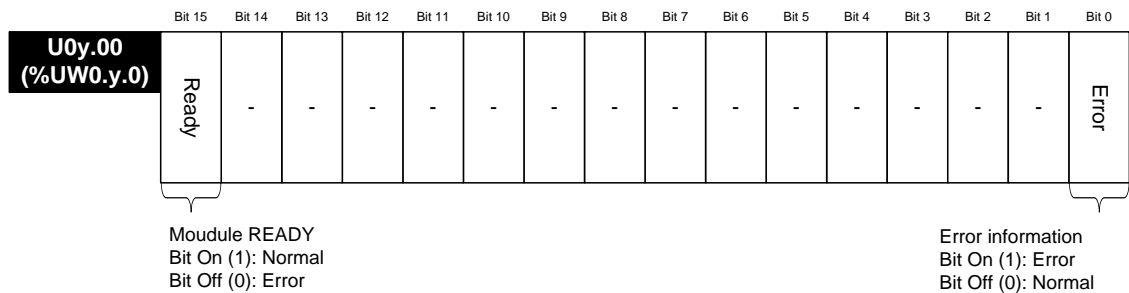 Bit 15 Bit 14 Bit 13 Bit 12 Bit 11 Bit 10 Bit 9 Bit 8 Bit 7 Bit 6 Bit 5 Bit 4 Bit 3 Bit 2 Bit 1 Bit 0
U0y.00
(%UW0.y.0)
Ready - - - - - - - - - - - - - - Error
Moudule READY
Bit On (1): Normal
Bit Off (0): Error
Error information
Bit On (1): Error
Bit Off (0): Normal